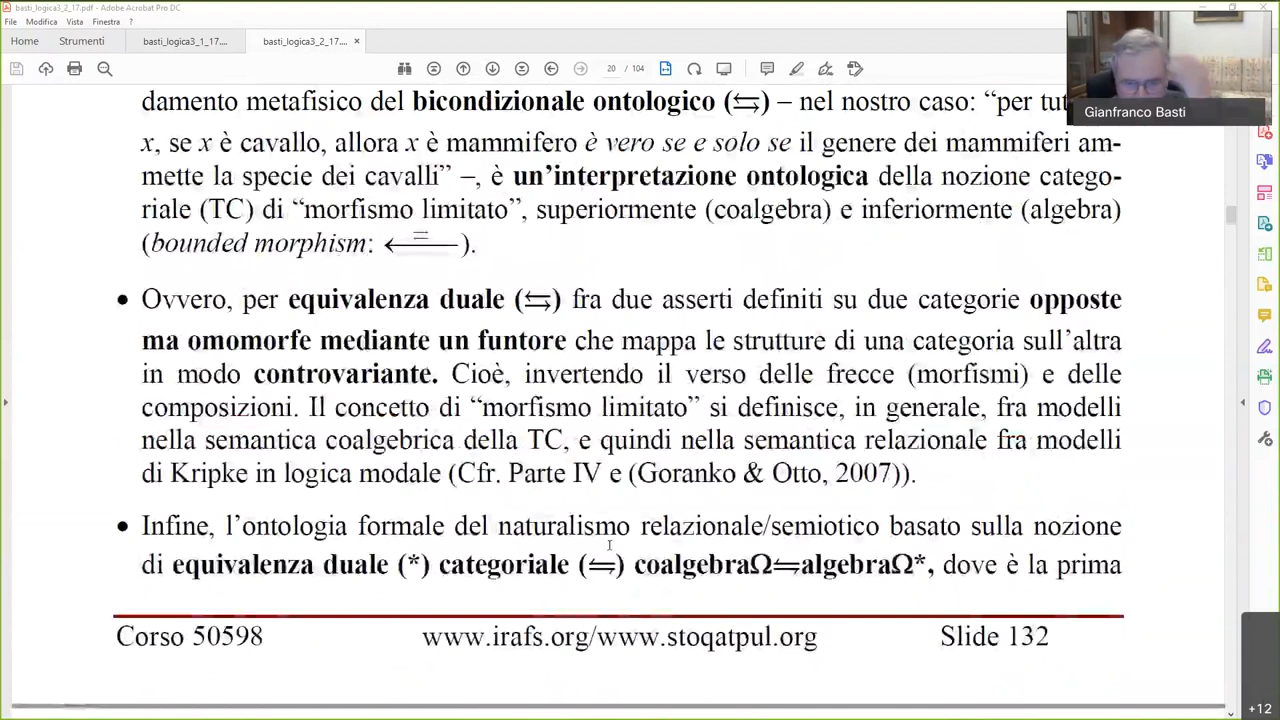 basti_logica3_2_17.pdf - Adobe Acrobat Pro DC
File Modifica Vista Finestra ?
Home Strumenti basti_logica3_1_17.... basti_logica3_2_17.... ×
20 / 104
Gianfranco Basti
damento metafisico del bicondizionale ontologico (⇆) – nel nostro caso: “per
x, se x è cavallo, allora x è mammifero è vero se e solo se il genere dei mammiferi am-
mette la specie dei cavalli” –, è un’interpretazione ontologica della nozione catego-
riale (TC) di “morfismo limitato”, superiormente (coalgebra) e inferiormente (algebra)
(bounded morphism: ⟵).
• Ovvero, per equivalenza duale (⇆) fra due asserti definiti su due categorie opposte
ma omomorfe mediante un funtore che mappa le strutture di una categoria sull’altra
in modo controvariante. Cioè, invertendo il verso delle frecce (morfismi) e delle
composizioni. Il concetto di “morfismo limitato” si definisce, in generale, fra modelli
nella semantica coalgebrica della TC, e quindi nella semantica relazionale fra modelli
di Kripke in logica modale (Cfr. Parte IV e (Goranko & Otto, 2007)).
• Infine, l’ontologia formale del naturalismo relazionale/semiotico basato sulla nozione
di equivalenza duale (*) categoriale (⇋) coalgebraΩ⇋algebraΩ*, dove è la prima
Corso 50598 www.irafs.org/www.stoqatpul.org Slide 132
+12